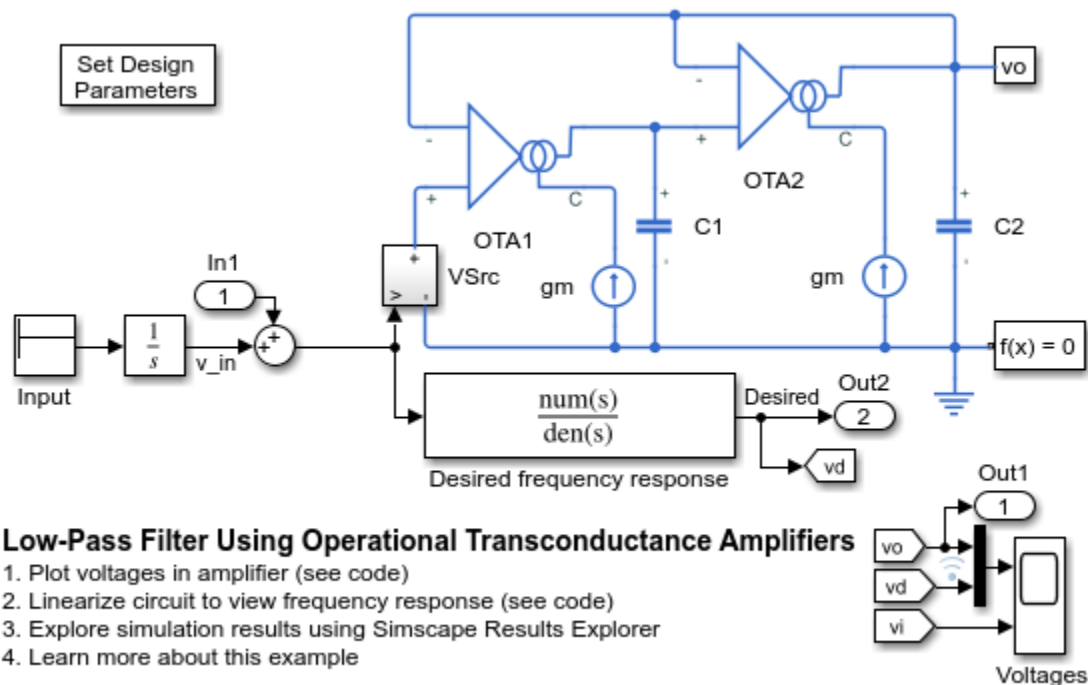 Set Design
Parameters
vo
-
-
+
C
C
OTA2
+
+
+
OTA1
C1
C2
+
VSrc
gm
gm
In1
1
>
-
-
-
1
s
v_in
+
+
f(x) = 0
Input
num(s)
den(s)
Desired
Out2
2
vd
Desired frequency response
Out1
1
Low-Pass Filter Using Operational Transconductance Amplifiers
1. Plot voltages in amplifier (see code)
2. Linearize circuit to view frequency response (see code)
3. Explore simulation results using Simscape Results Explorer
4. Learn more about this example
vo
vd
vi
Voltages